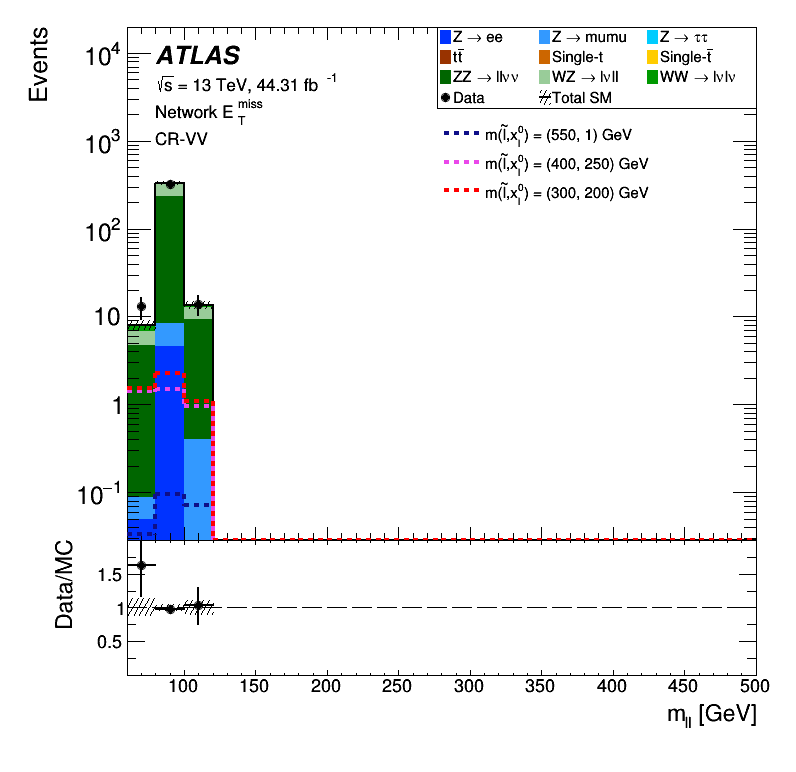 Events
10⁴
10³
10²
10
1
10⁻¹
ATLAS
√s = 13 TeV, 44.31 fb⁻¹
Network E_T^miss
CR-VV
Z → ee
Z → mumu
Z → ττ
tt̄
Single-t
Single-t̄
ZZ → llνν
WZ → lνll
WW → lνlν
Data
Total SM
m(l̃,x̃⁰_l) = (550, 1) GeV
m(l̃,x̃⁰_l) = (400, 250) GeV
m(l̃,x̃⁰_l) = (300, 200) GeV
Data/MC
1.5
1
0.5
100 150 200 250 300 350 400 450 500
m_ll [GeV]